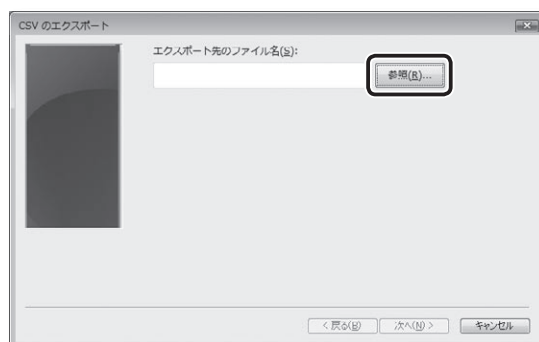 CSV のエクスポート
エクスポート先のファイル名(S):
参照(R)...
< 戻る(B)
次へ(N) >
キャンセル